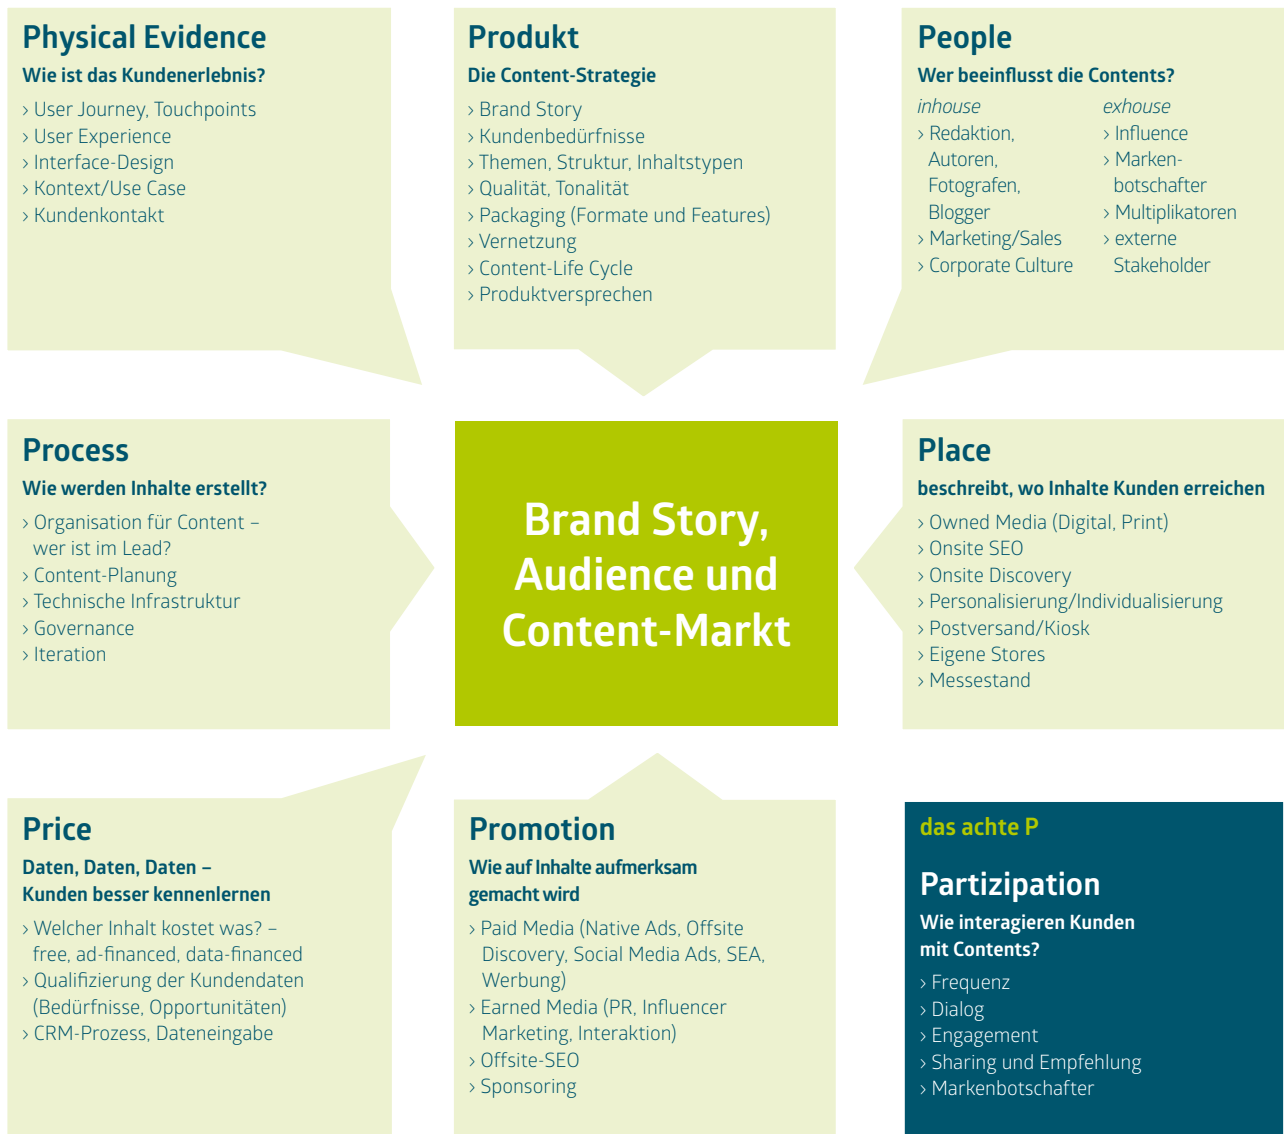 Physical Evidence
Wie ist das Kundenerlebnis?
› User Journey, Touchpoints
› User Experience
› Interface-Design
› Kontext/Use Case
› Kundenkontakt
Produkt
Die Content-Strategie
› Brand Story
› Kundenbedürfnisse
› Themen, Struktur, Inhaltstypen
› Qualität, Tonalität
› Packaging (Formate und Features)
› Vernetzung
› Content-Life Cycle
› Produktversprechen
People
Wer beeinflusst die Contents?
inhouse
› Redaktion,
Autoren,
Fotografen,
Blogger
› Marketing/Sales
› Corporate Culture
exhouse
› Influence
› Marken-
botschafter
› Multiplikatoren
› externe
Stakeholder
Process
Wie werden Inhalte erstellt?
› Organisation für Content –
wer ist im Lead?
› Content-Planung
› Technische Infrastruktur
› Governance
› Iteration
Brand Story,
Audience und
Content-Markt
Place
beschreibt, wo Inhalte Kunden erreichen
› Owned Media (Digital, Print)
› Onsite SEO
› Onsite Discovery
› Personalisierung/Individualisierung
› Postversand/Kiosk
› Eigene Stores
› Messestand
Price
Daten, Daten, Daten –
Kunden besser kennenlernen
› Welcher Inhalt kostet was? –
free, ad-financed, data-financed
› Qualifizierung der Kundendaten
(Bedürfnisse, Opportunitäten)
› CRM-Prozess, Dateneingabe
Promotion
Wie auf Inhalte aufmerksam
gemacht wird
› Paid Media (Native Ads, Offsite
Discovery, Social Media Ads, SEA,
Werbung)
› Earned Media (PR, Influencer
Marketing, Interaktion)
› Offsite-SEO
› Sponsoring
das achte P
Partizipation
Wie interagieren Kunden
mit Contents?
› Frequenz
› Dialog
› Engagement
› Sharing und Empfehlung
› Markenbotschafter